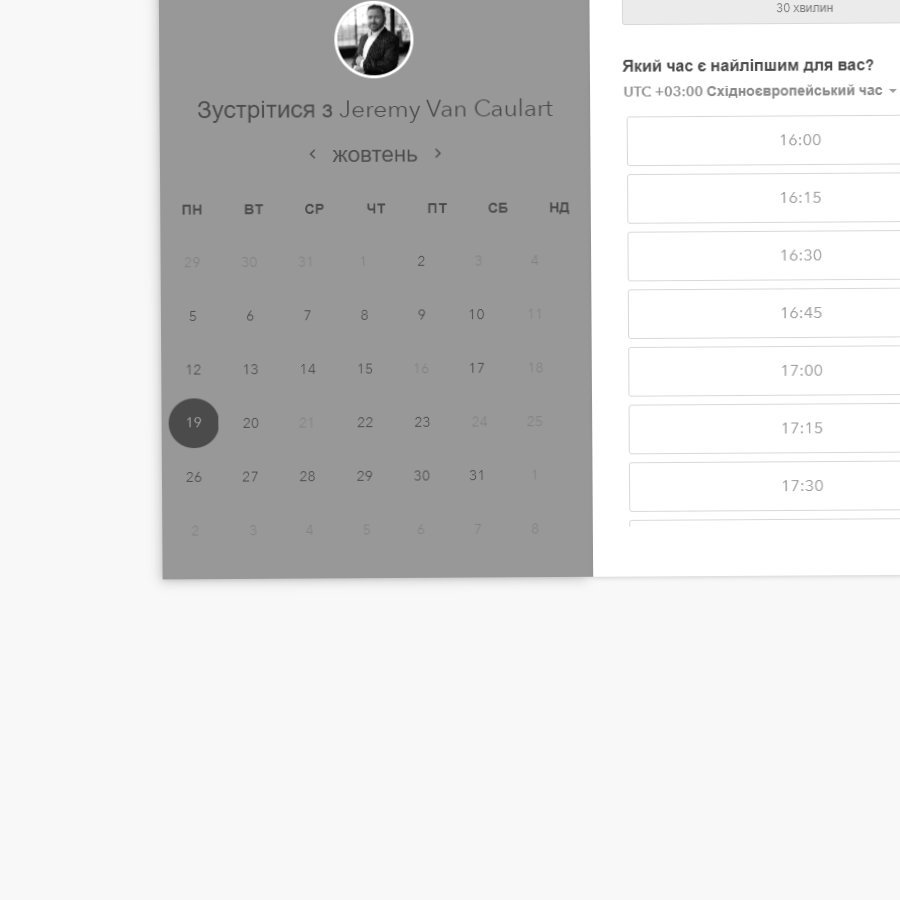 Зустрітися з Jeremy Van Caulart
жовтень
ПН ВТ СР ЧТ ПТ СБ НД
29 30 31 1 2 3 4
5 6 7 8 9 10 11
12 13 14 15 16 17 18
19 20 21 22 23 24 25
26 27 28 29 30 31 1
2 3 4 5 6 7 8
30 хвилин
Який час є найліпшим для вас?
UTC +03:00 Східноєвропейський час
16:00
16:15
16:30
16:45
17:00
17:15
17:30